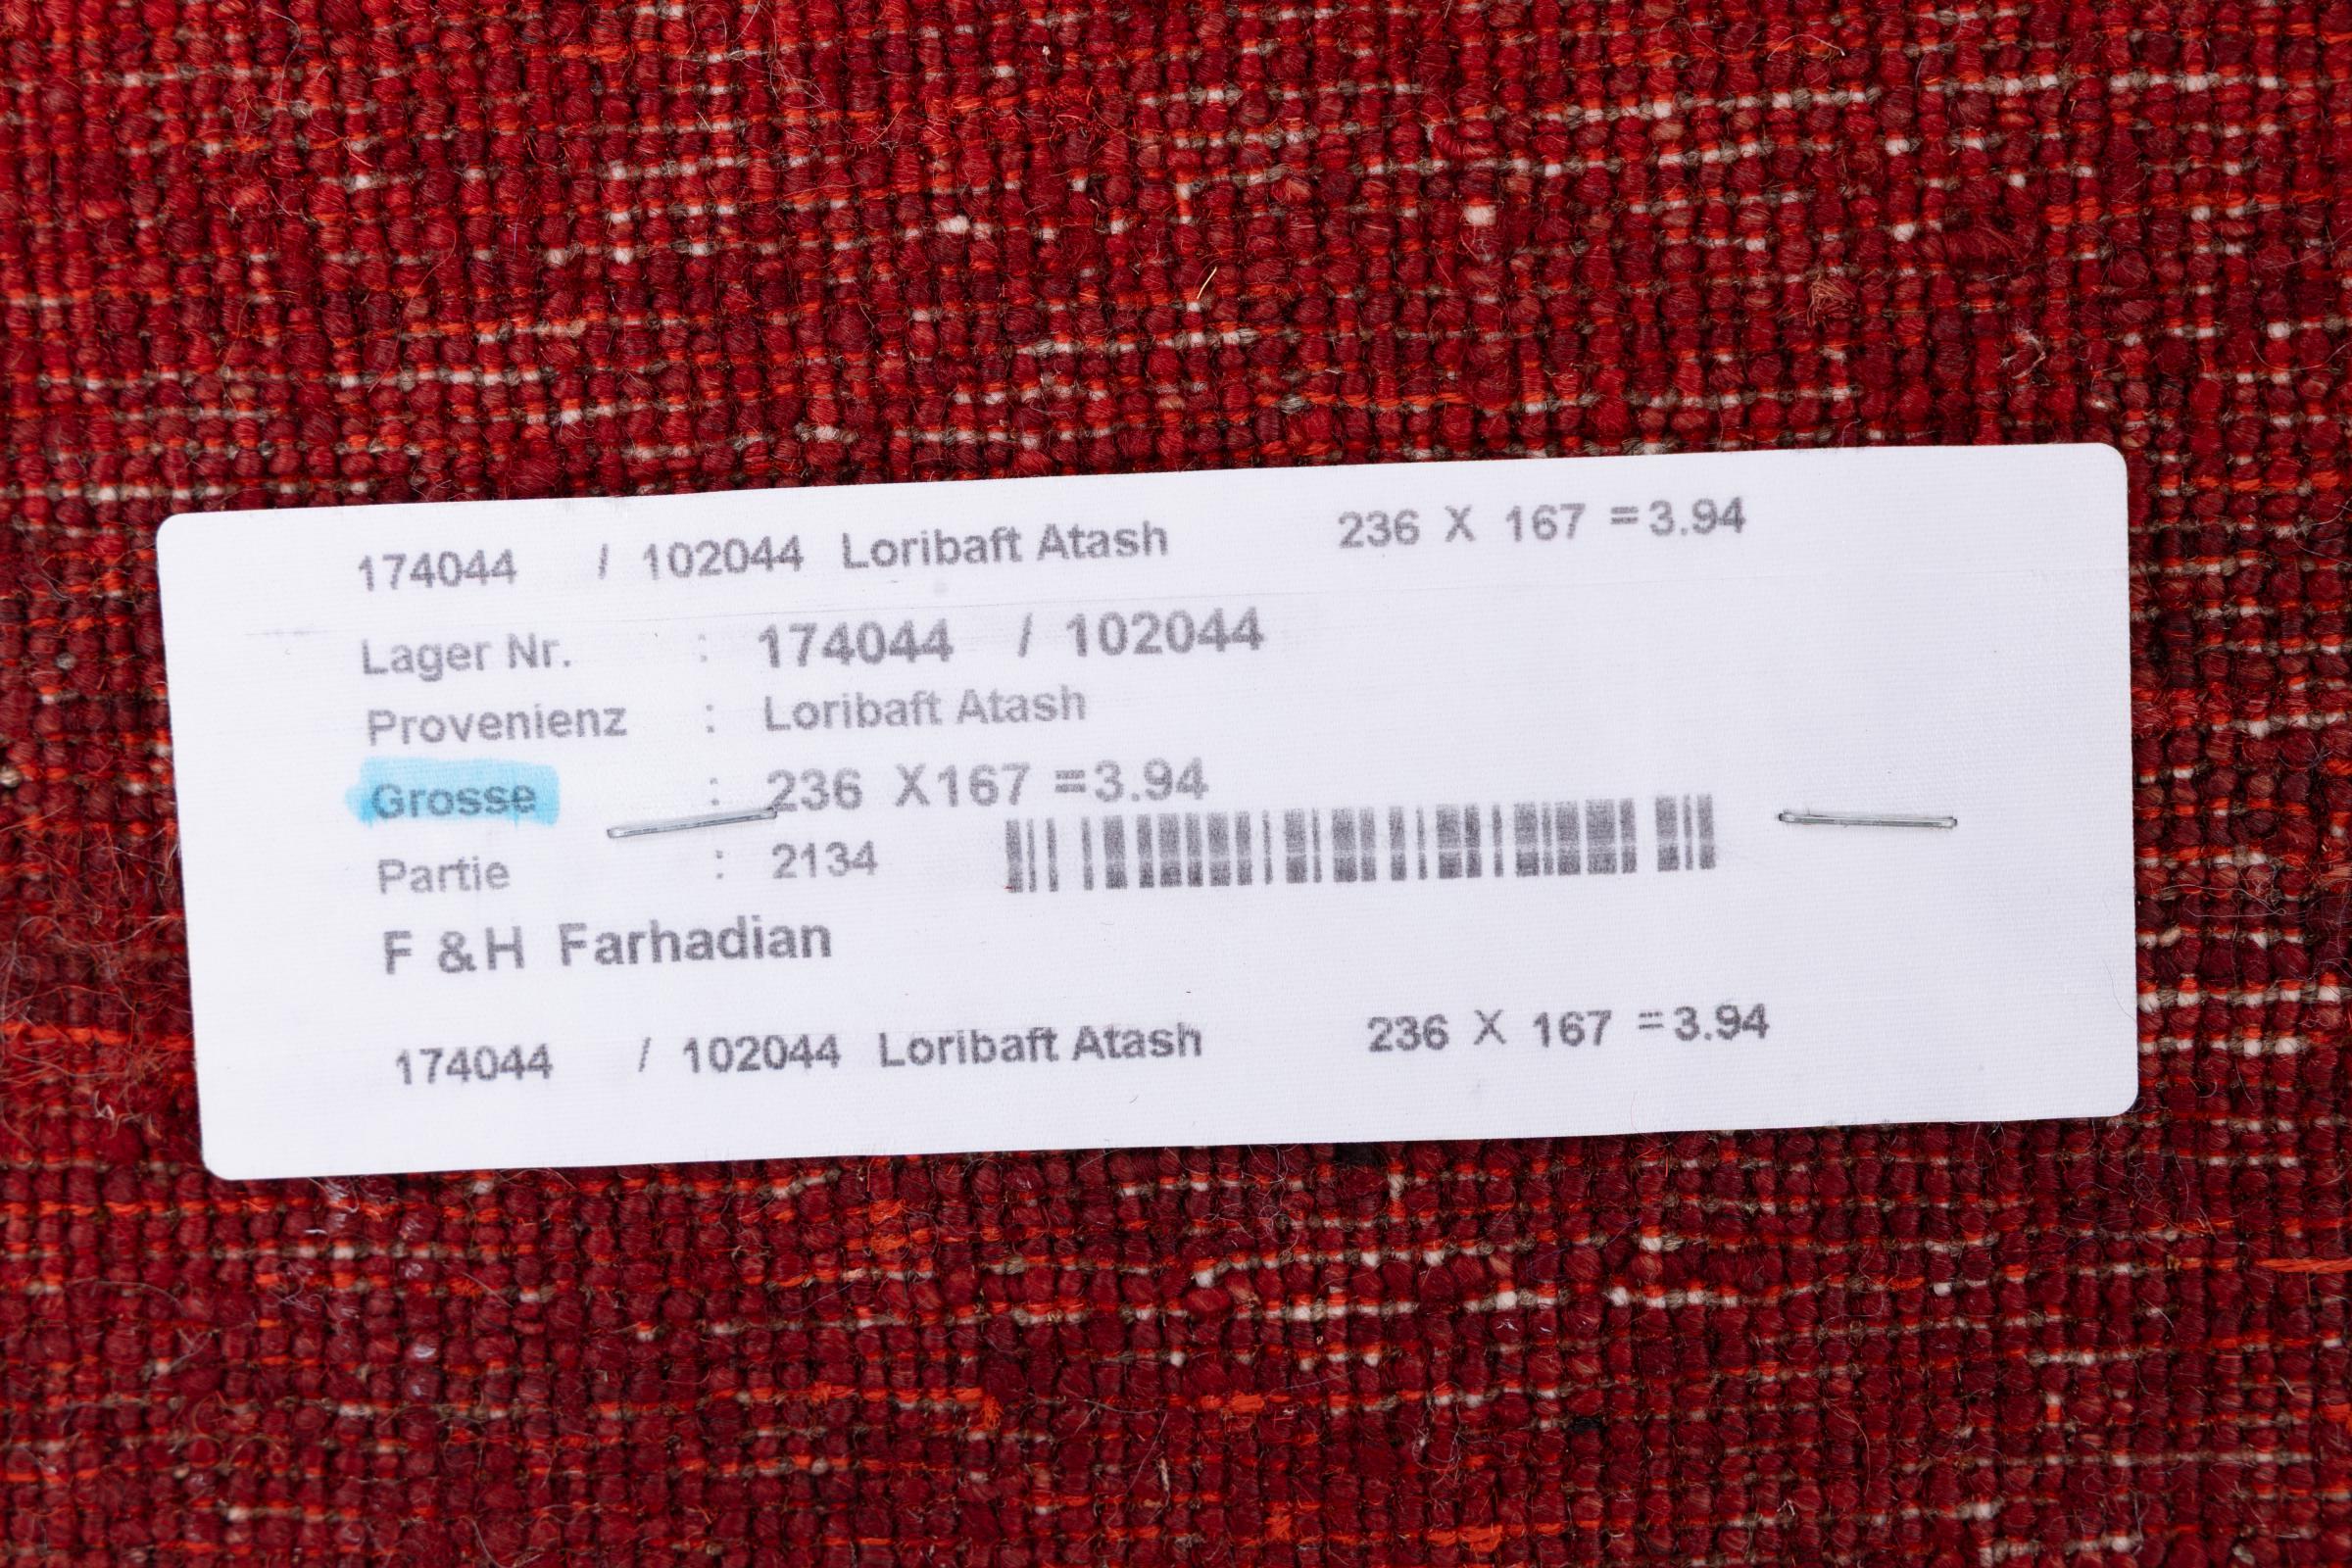 174044 / 102044 Loribaft Atash 236 X 167 =3.94
Lager Nr. : 174044 / 102044
Provenienz : Loribaft Atash
Grosse : 236 X167 =3.94
Partie : 2134
F &H Farhadian
174044 / 102044 Loribaft Atash 236 X 167 =3.94